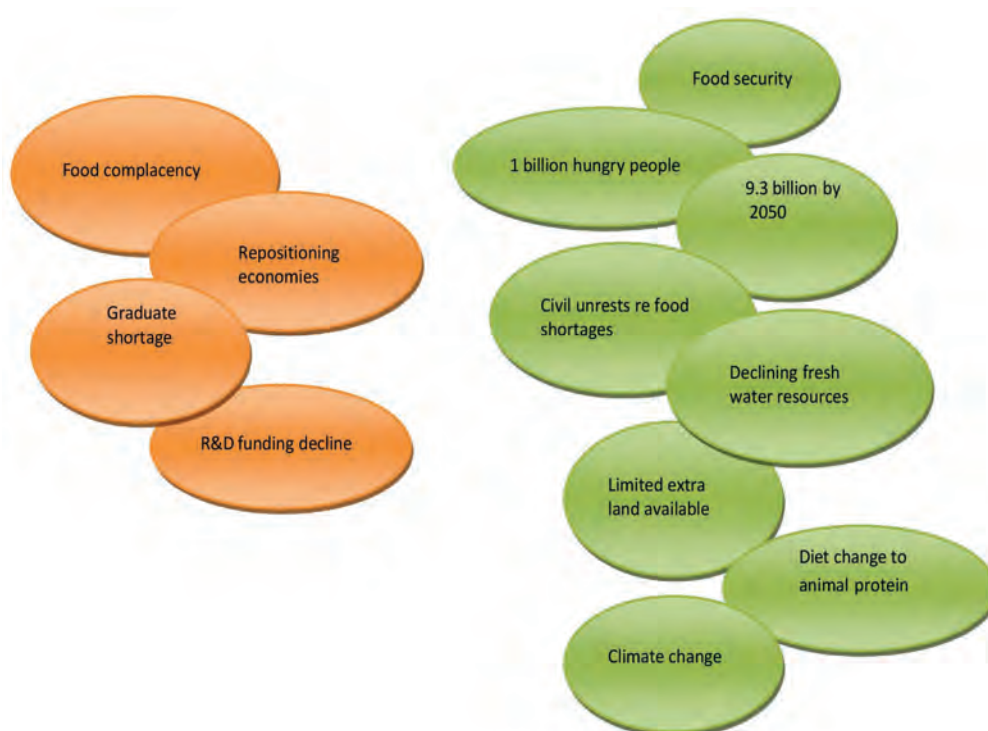 Food complacency
Repositioning
economies
Graduate
shortage
R&D funding decline
Food security
1 billion hungry people
9.3 billion by
2050
Civil unrests re food
shortages
Declining fresh
water resources
Limited extra
land available
Diet change to
animal protein
Climate change